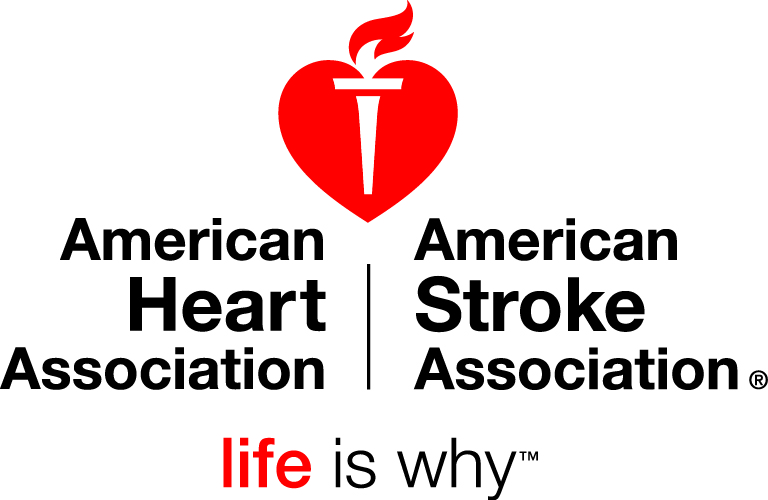 American
Heart
Association
American
Stroke
Association®
life is why™